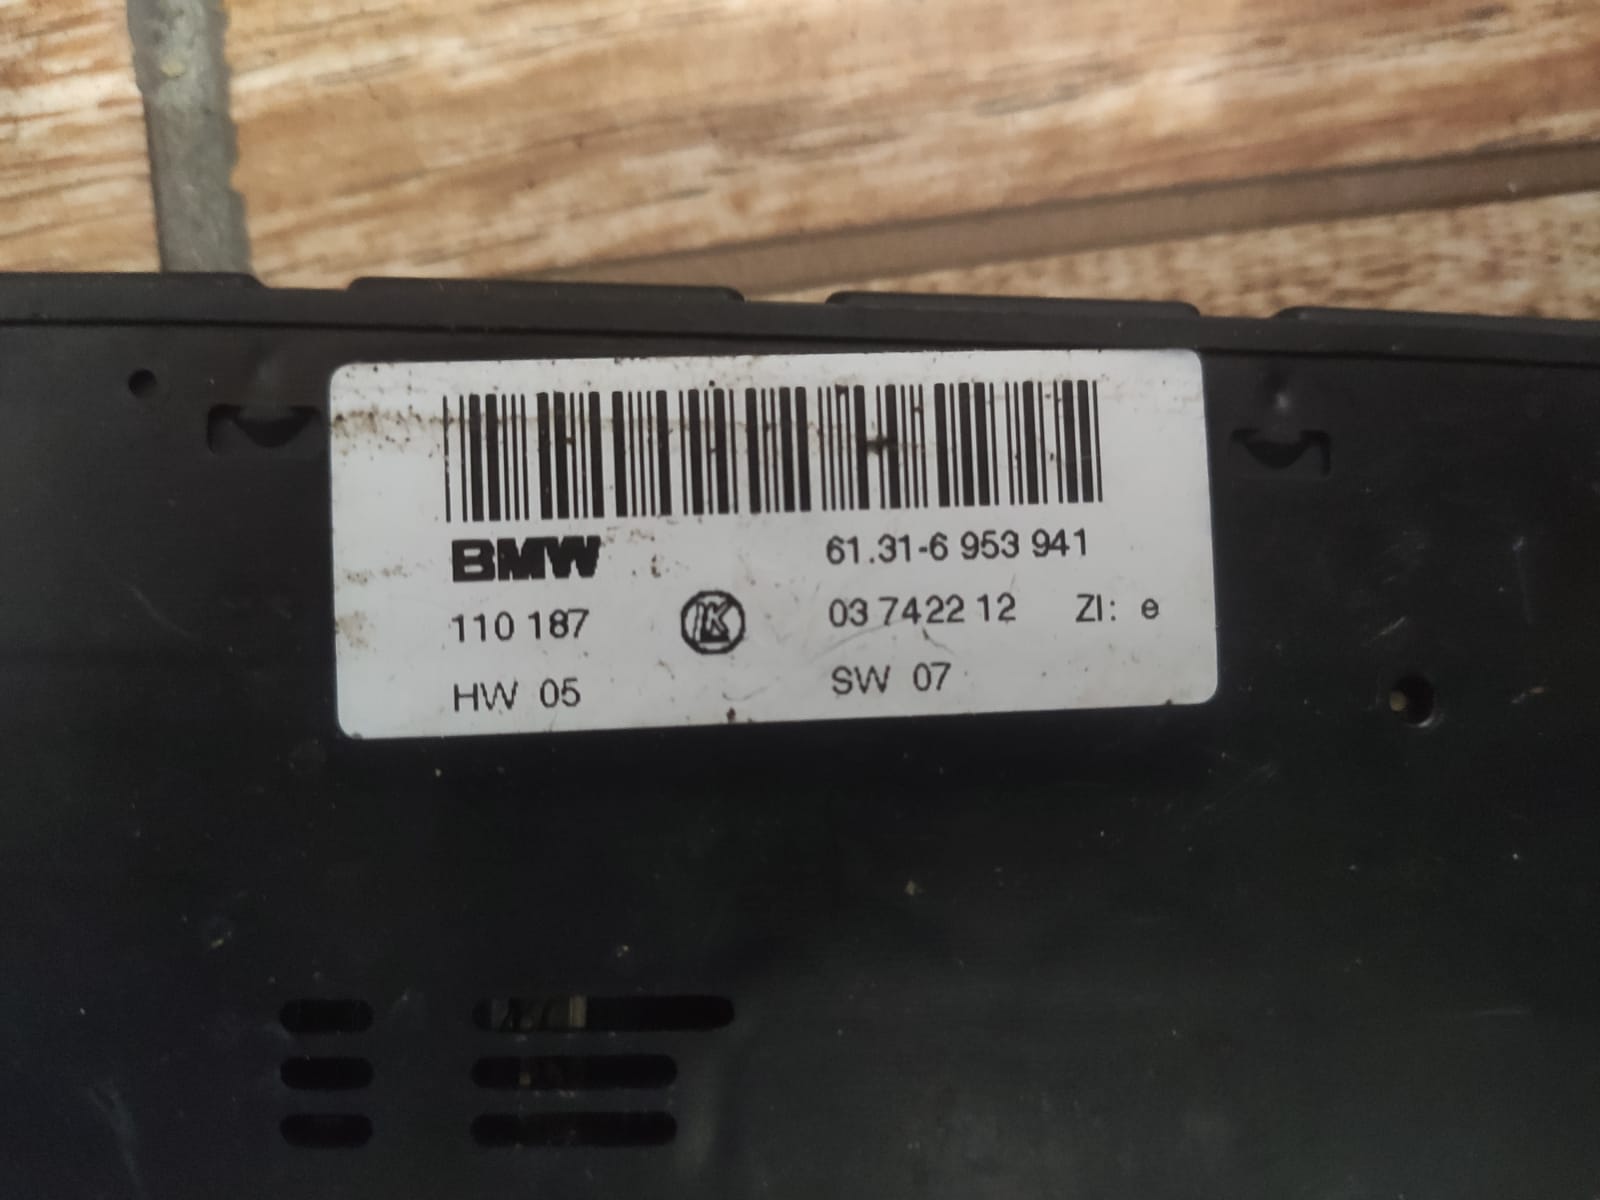 BMW 61.31-6 953 941
110 187 K 03 7422 12 ZI: e
HW 05 SW 07